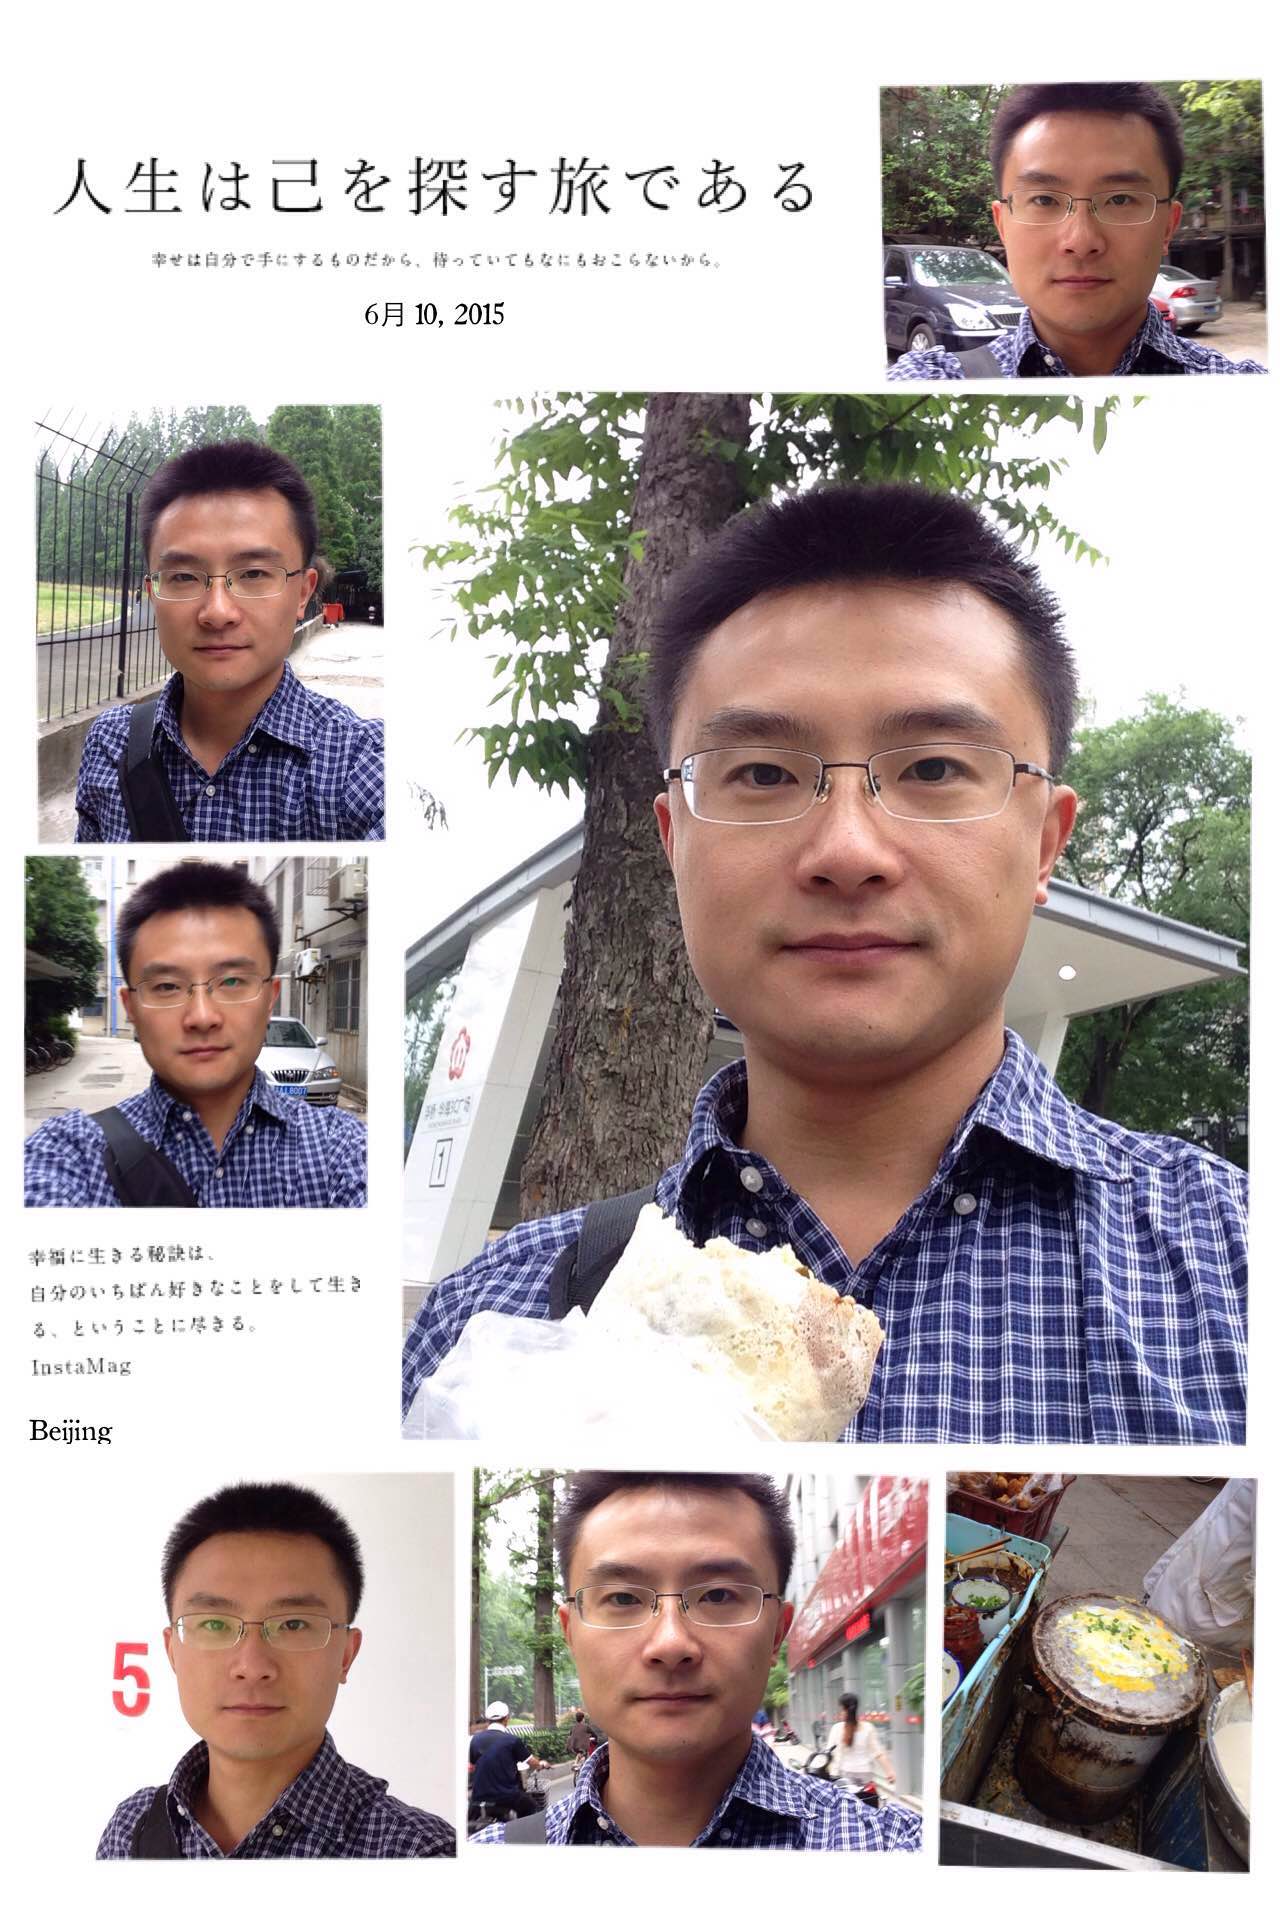 人生は己を探す旅である
幸せは自分で手にするものだから、待っていてもなにもおこらないから。
6月 10, 2015
1
幸福に生きる秘訣は、
自分のいちばん好きなことをして生き
る、ということに尽きる。
InstaMag
Beijing
5